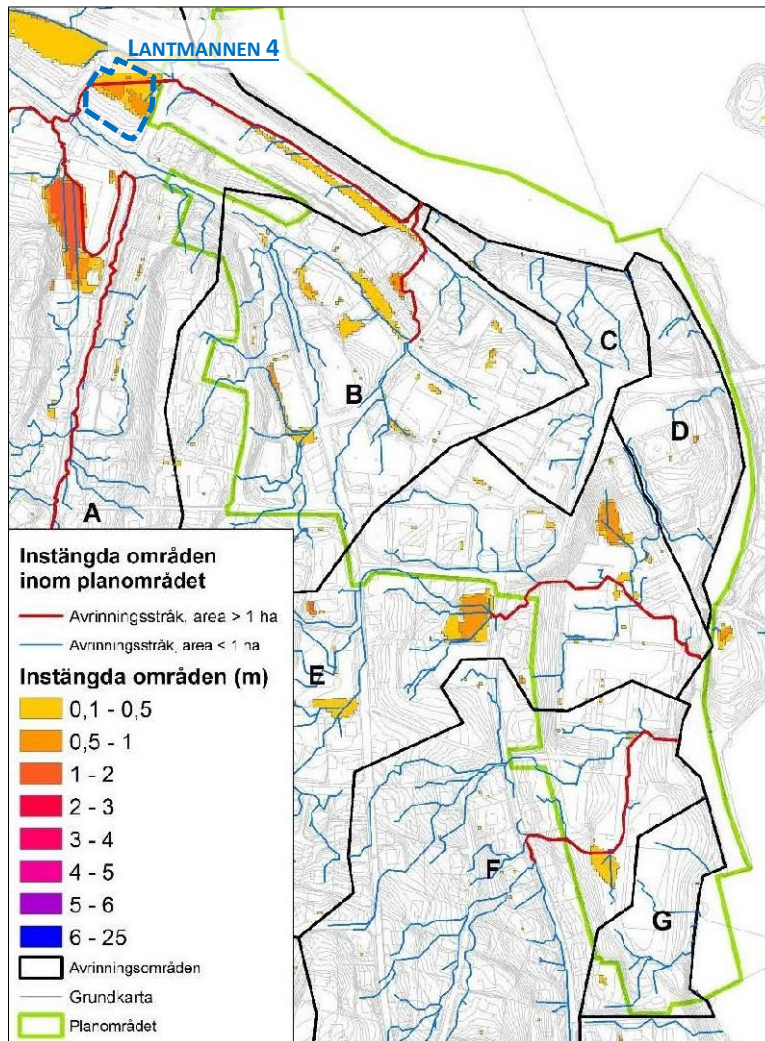 LANTMANNEN 4
B
C
D
A
E
F
G
Instängda områden
inom planområdet
Avrinningsstråk, area > 1 ha
Avrinningsstråk, area < 1 ha
Instängda områden (m)
0,1 - 0,5
0,5 - 1
1 - 2
2 - 3
3 - 4
4 - 5
5 - 6
6 - 25
Avrinningsområden
Grundkarta
Planområdet